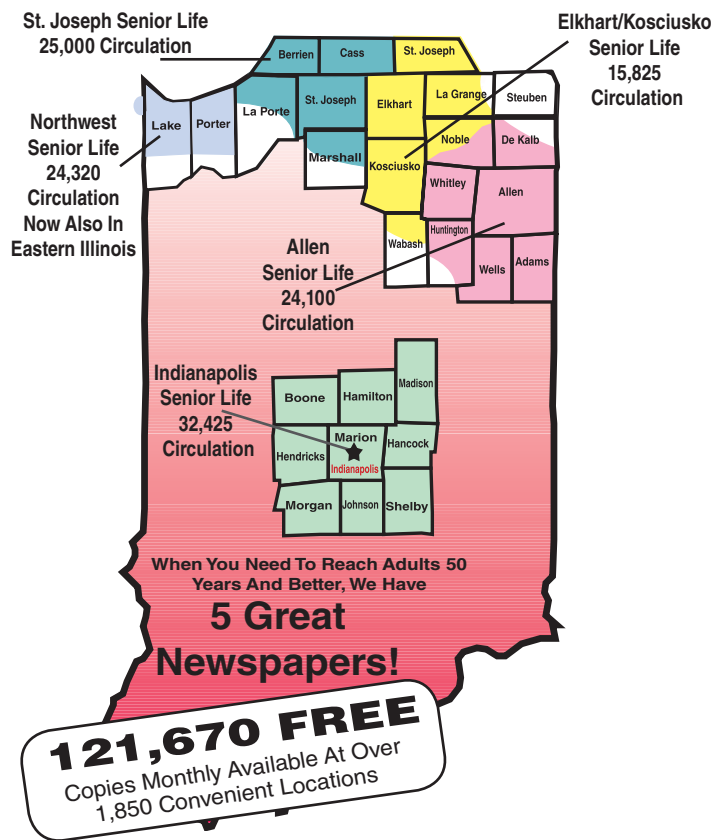 St. Joseph Senior Life
25,000 Circulation
Elkhart/Kosciusko
Senior Life
15,825
Circulation
Northwest
Senior Life
24,320
Circulation
Now Also In
Eastern Illinois
Berrien
Cass
St. Joseph
Lake
Porter
La Porte
St. Joseph
Elkhart
La Grange
Steuben
Marshall
Kosciusko
Noble
De Kalb
Whitley
Allen
Wabash
Huntington
Wells
Adams
Allen
Senior Life
24,100
Circulation
Indianapolis
Senior Life
32,425
Circulation
Boone
Hamilton
Madison
Hendricks
Marion
Indianapolis
Hancock
Morgan
Johnson
Shelby
When You Need To Reach Adults 50
Years And Better, We Have
5 Great
Newspapers!
121,670 FREE
Copies Monthly Available At Over
1,850 Convenient Locations